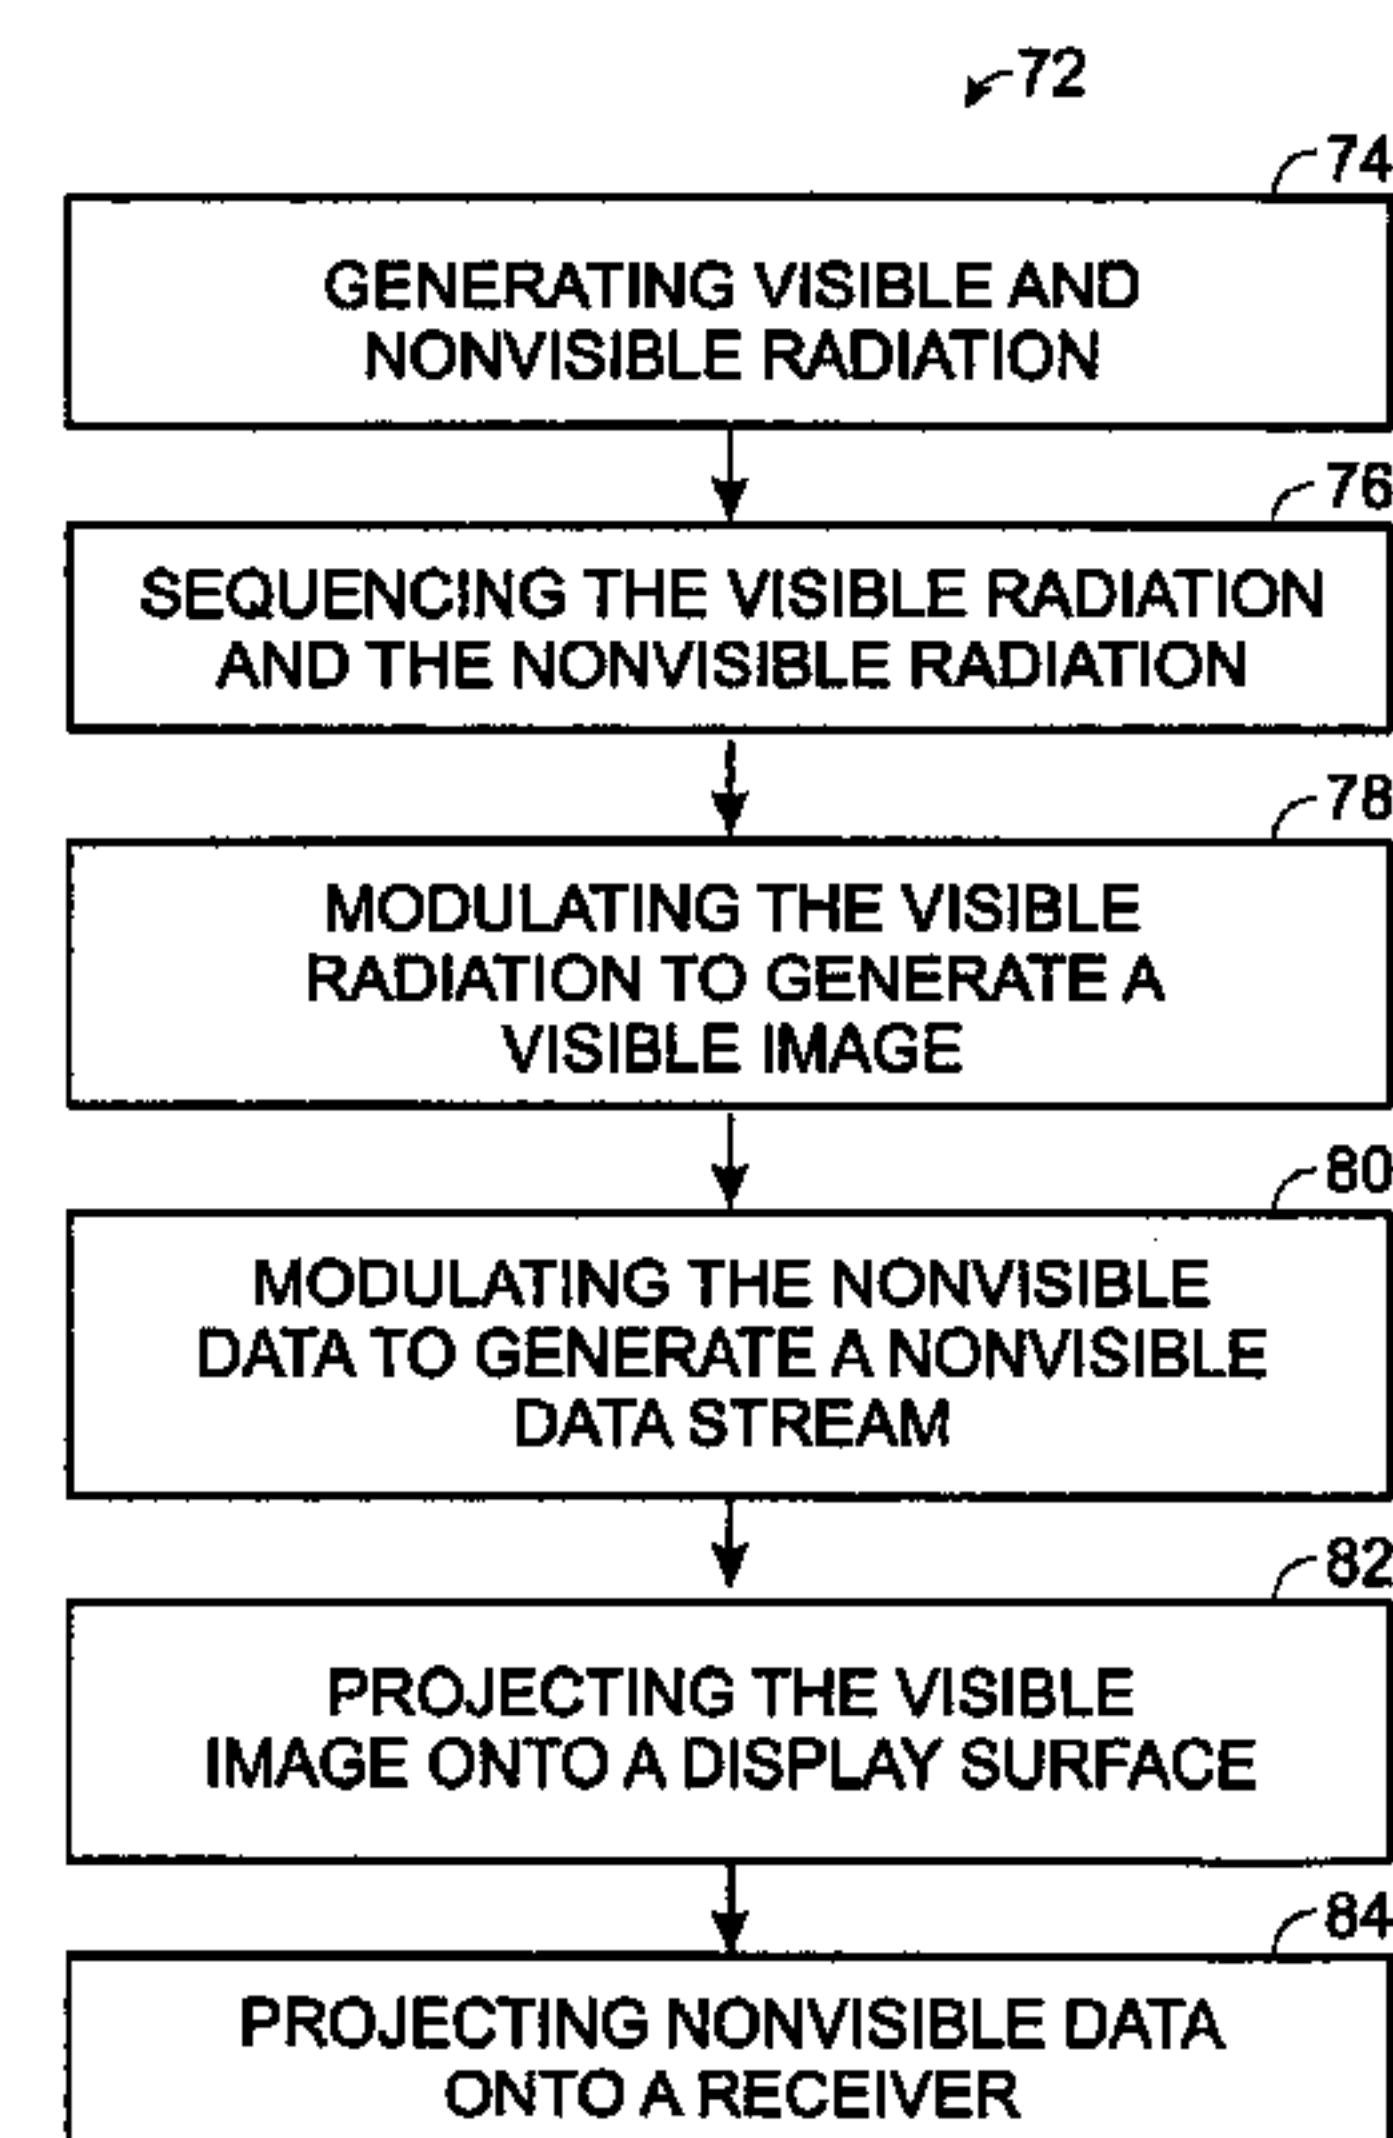 72
74
GENERATING VISIBLE AND
NONVISIBLE RADIATION
76
SEQUENCING THE VISIBLE RADIATION
AND THE NONVISIBLE RADIATION
78
MODULATING THE VISIBLE
RADIATION TO GENERATE A
VISIBLE IMAGE
80
MODULATING THE NONVISIBLE
DATA TO GENERATE A NONVISIBLE
DATA STREAM
82
PROJECTING THE VISIBLE
IMAGE ONTO A DISPLAY SURFACE
84
PROJECTING NONVISIBLE DATA
ONTO A RECEIVER